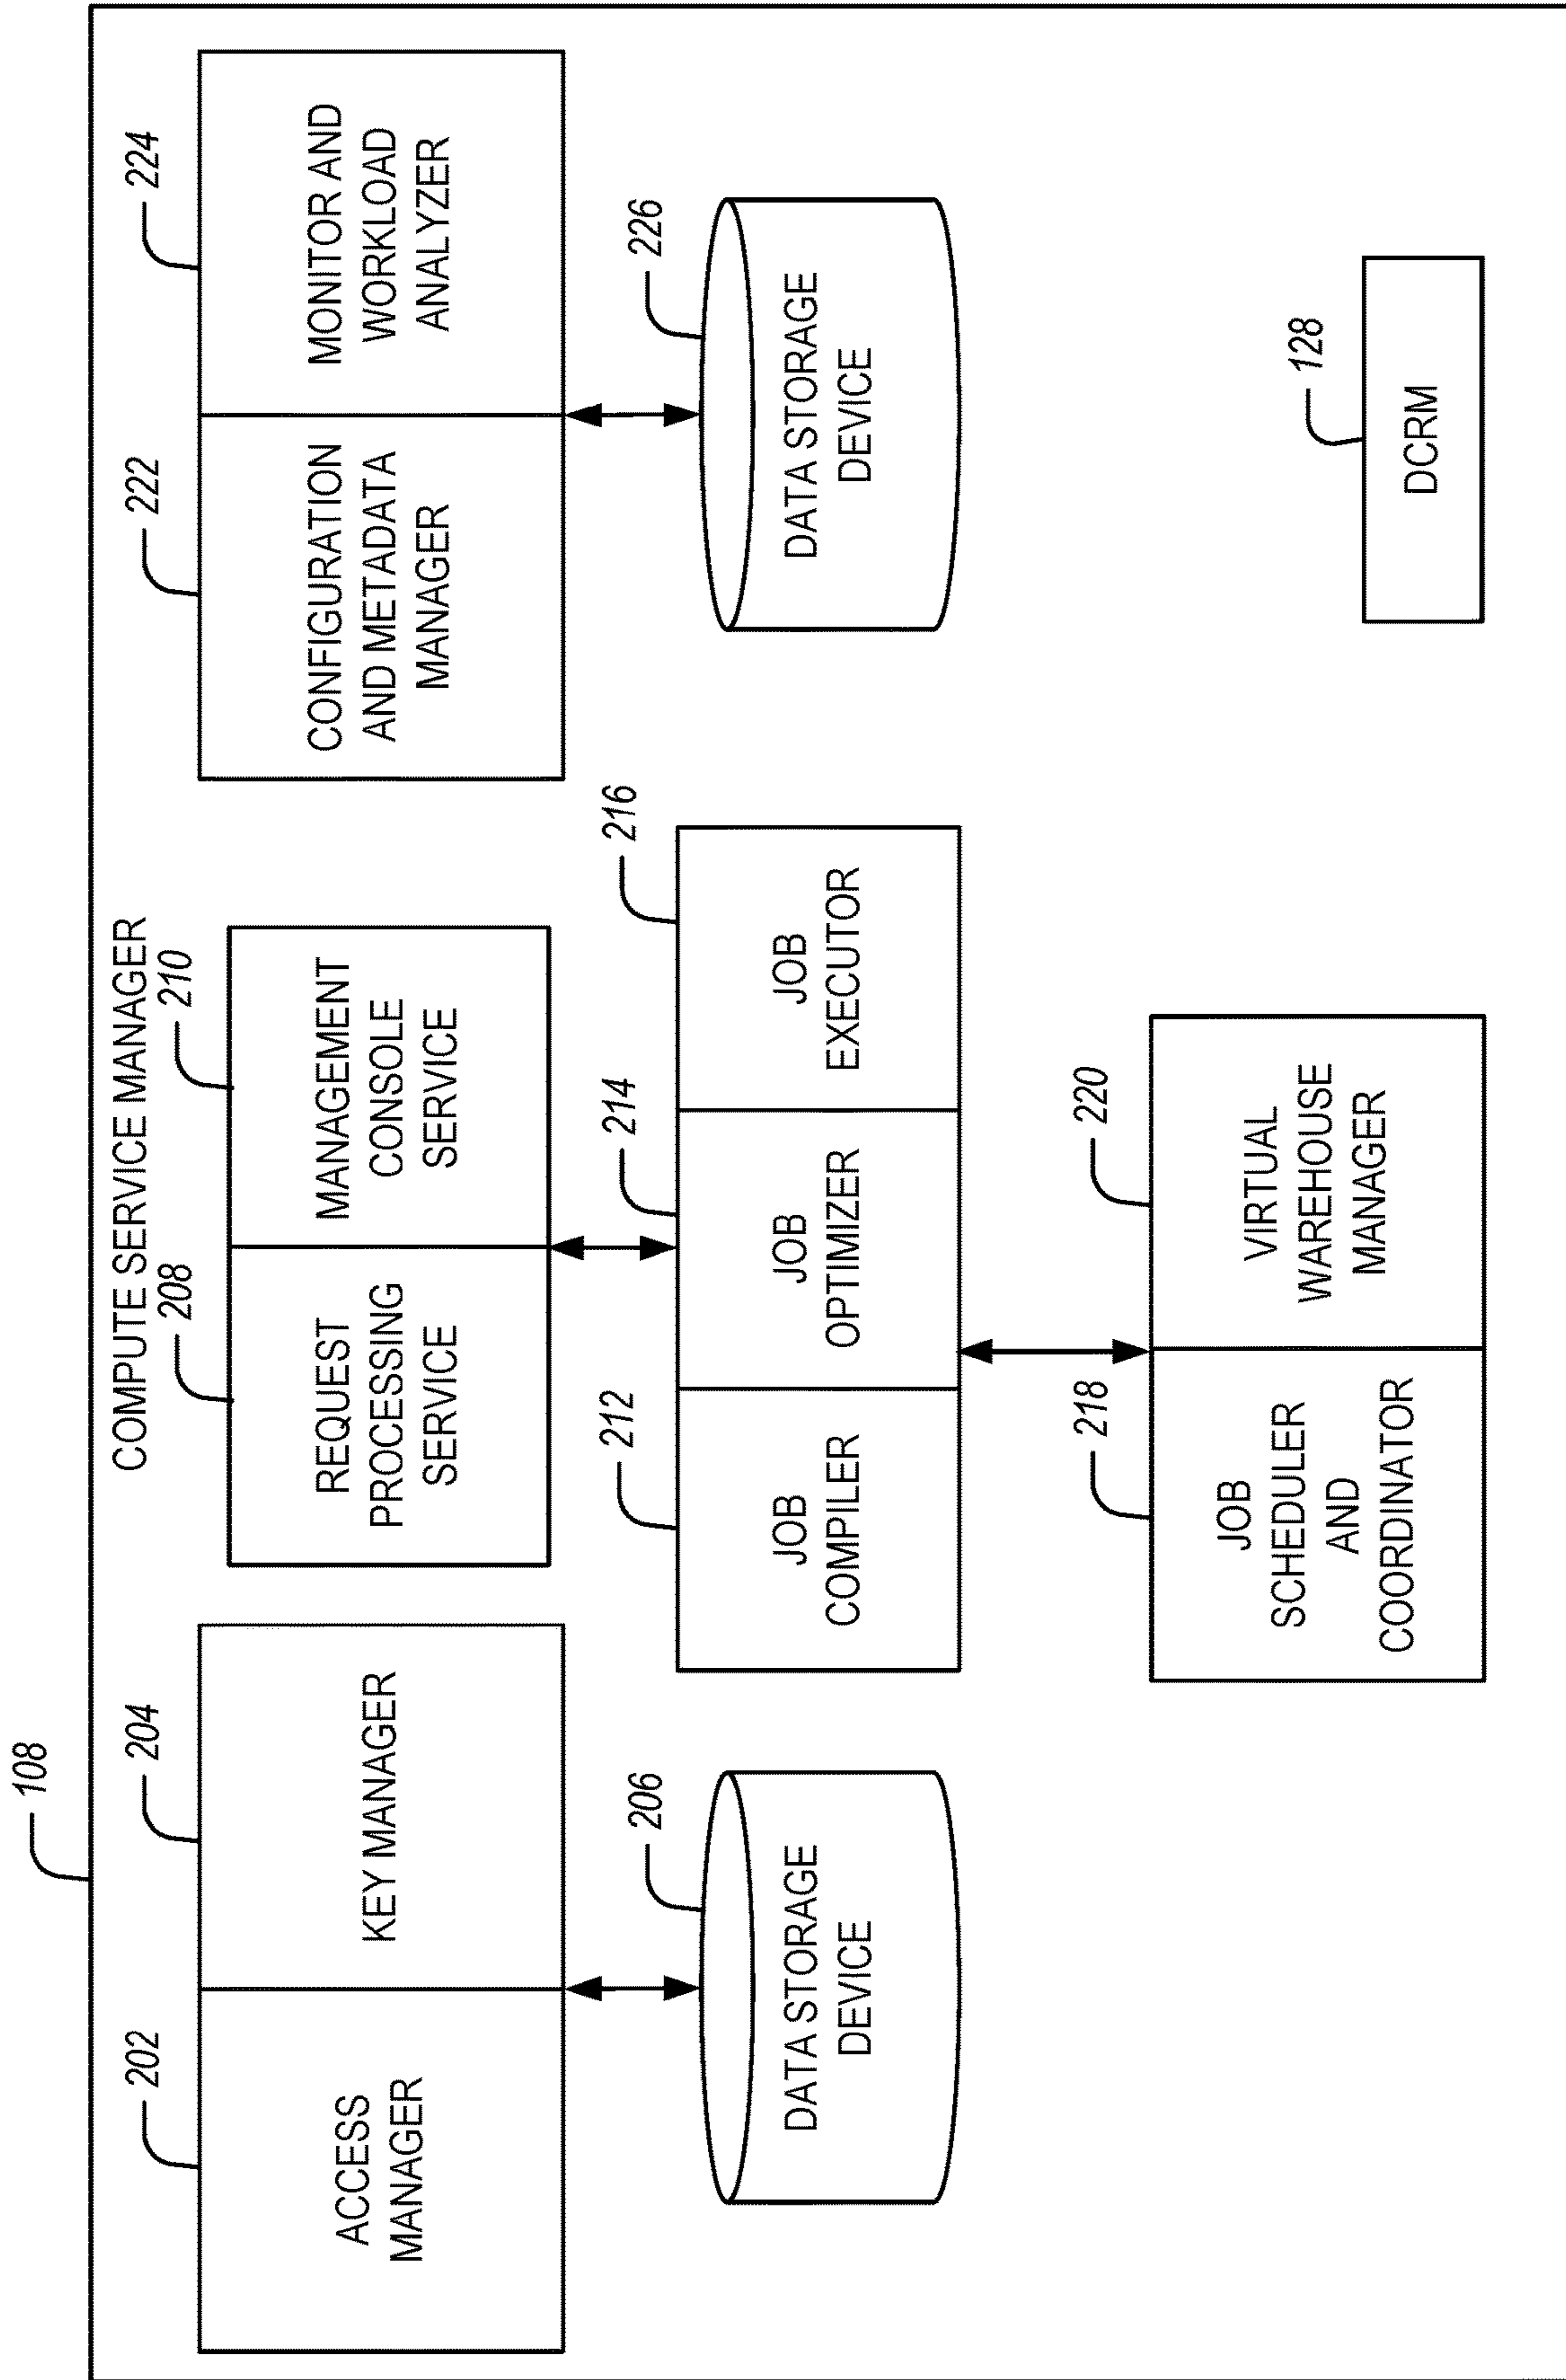 108
COMPUTE SERVICE MANAGER
202
204
208
210
222
224
ACCESS
MANAGER
KEY MANAGER
REQUEST
PROCESSING
SERVICE
MANAGEMENT
CONSOLE
SERVICE
CONFIGURATION
AND METADATA
MANAGER
MONITOR AND
WORKLOAD
ANALYZER
206
212
214
216
226
DATA STORAGE
DEVICE
JOB
COMPILER
JOB
OPTIMIZER
JOB
EXECUTOR
DATA STORAGE
DEVICE
218
220
128
JOB
SCHEDULER
AND
COORDINATOR
VIRTUAL
WAREHOUSE
MANAGER
DCRM